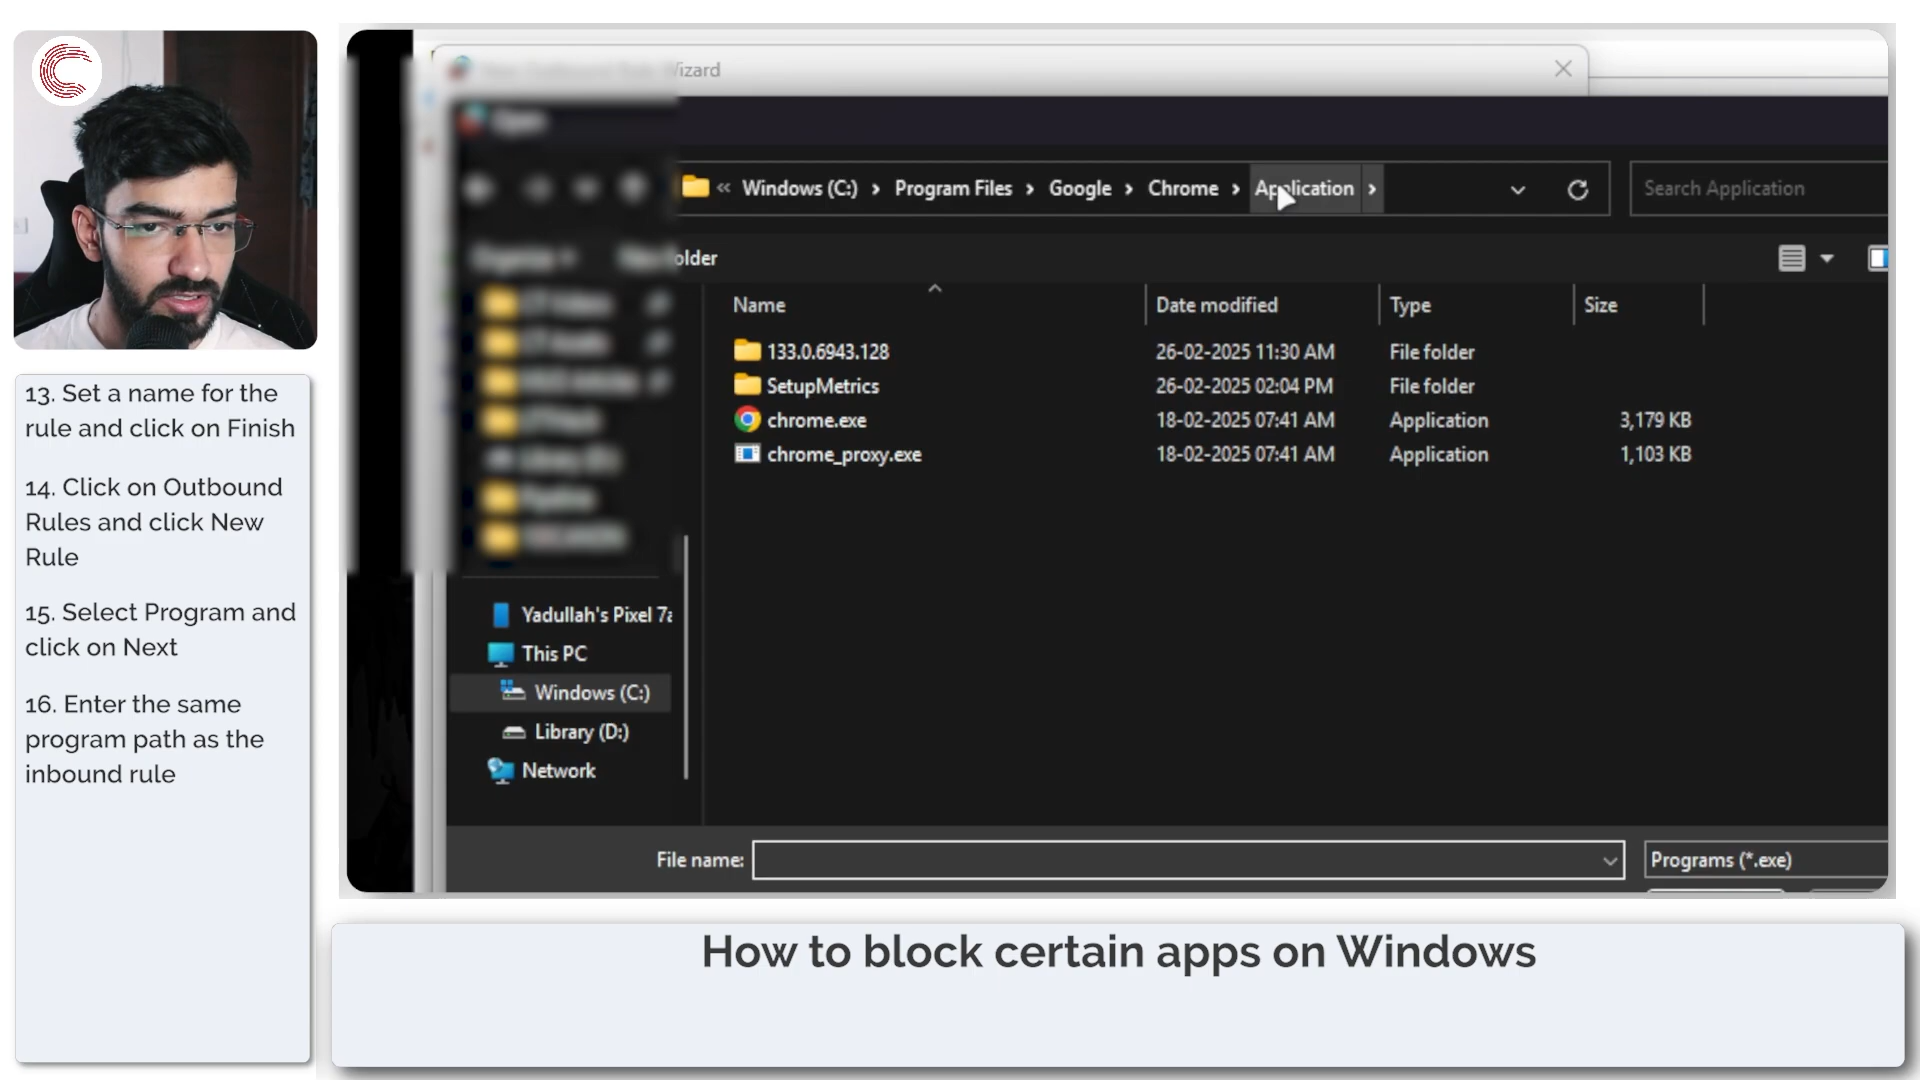 13. Set a name for the
rule and click on Finish
14. Click on Outbound
Rules and click New
Rule
15. Select Program and
click on Next
16. Enter the same
program path as the
inbound rule
Wizard
Open
« Windows (C:) › Program Files › Google › Chrome › Application ›
Search Application
older
Name Date modified Type Size
133.0.6943.128 26-02-2025 11:30 AM File folder
SetupMetrics 26-02-2025 02:04 PM File folder
chrome.exe 18-02-2025 07:41 AM Application 3,179 KB
chrome_proxy.exe 18-02-2025 07:41 AM Application 1,103 KB
Yadullah's Pixel 7a
This PC
Windows (C:)
Library (D:)
Network
File name: Programs (*.exe)
How to block certain apps on Windows